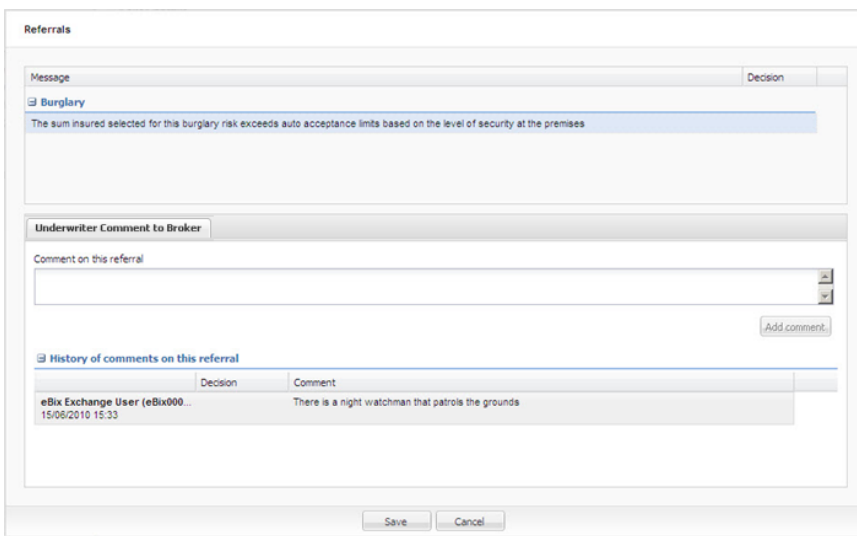 Referrals
Message Decision
Burglary
The sum insured selected for this burglary risk exceeds auto acceptance limits based on the level of security at the premises
Underwriter Comment to Broker
Comment on this referral
Add comment
History of comments on this referral
Decision Comment
eBix Exchange User (eBix000... There is a night watchman that patrols the grounds
15/06/2010 15:33
Save Cancel